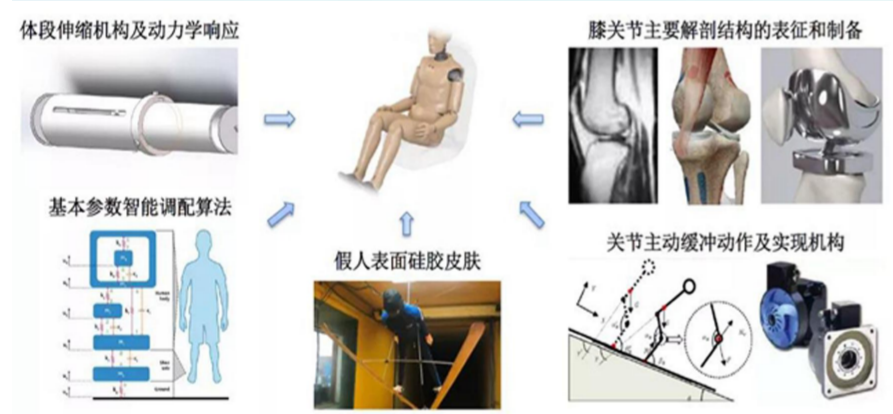 体段伸缩机构及动力学响应
膝关节主要解剖结构的表征和制备
基本参数智能调配算法
假人表面硅胶皮肤
关节主动缓冲动作及实现机构